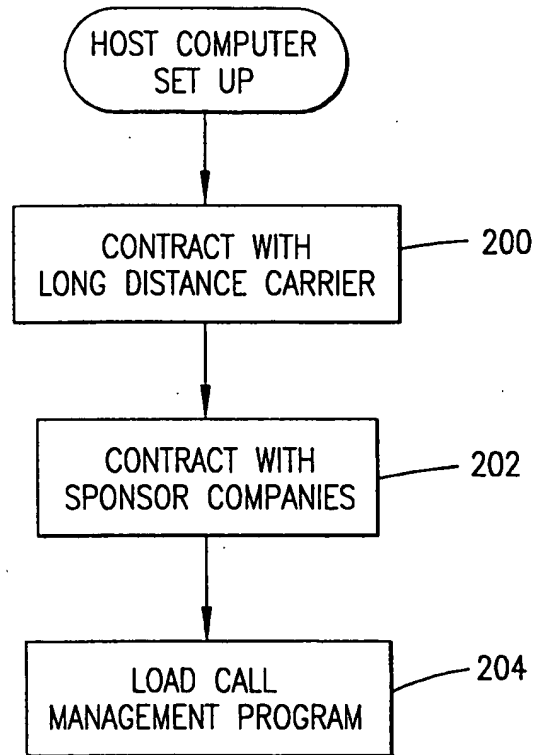 HOST COMPUTER
SET UP
CONTRACT WITH
LONG DISTANCE CARRIER
200
CONTRACT WITH
SPONSOR COMPANIES
202
LOAD CALL
MANAGEMENT PROGRAM
204